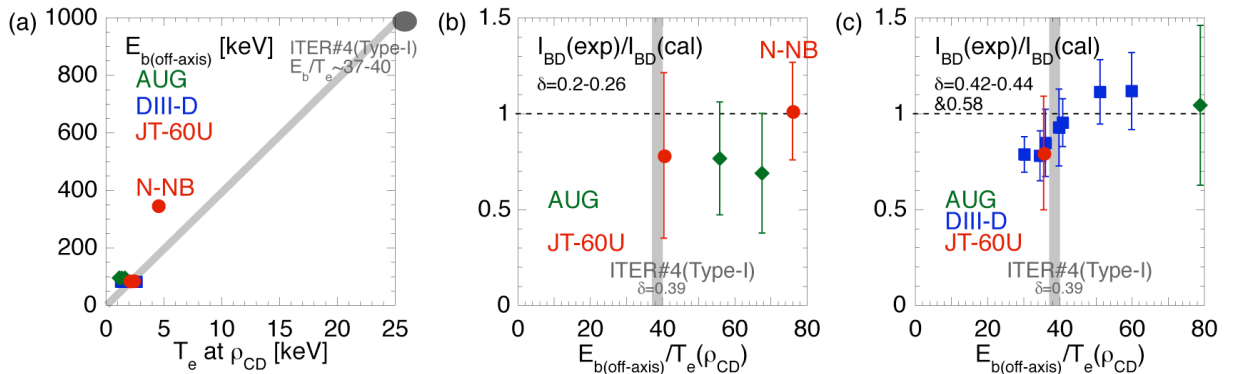 (a)
1000
800
600
400
200
0
E_b(off-axis) [keV]
AUG
DIII-D
JT-60U
ITER#4(Type-I)
E_b/T_e~37-40
N-NB
0 5 10 15 20 25
T_e at ρ_CD [keV]
(b)
1.5
1
0.5
0
I_BD(exp)/I_BD(cal)
δ=0.2-0.26
N-NB
AUG
JT-60U
ITER#4(Type-I)
δ=0.39
0 20 40 60 80
E_b(off-axis)/T_e(ρ_CD)
(c)
1.5
1
0.5
0
I_BD(exp)/I_BD(cal)
δ=0.42-0.44
&0.58
AUG
DIII-D
JT-60U
ITER#4(Type-I)
δ=0.39
0 20 40 60 80
E_b(off-axis)/T_e(ρ_CD)